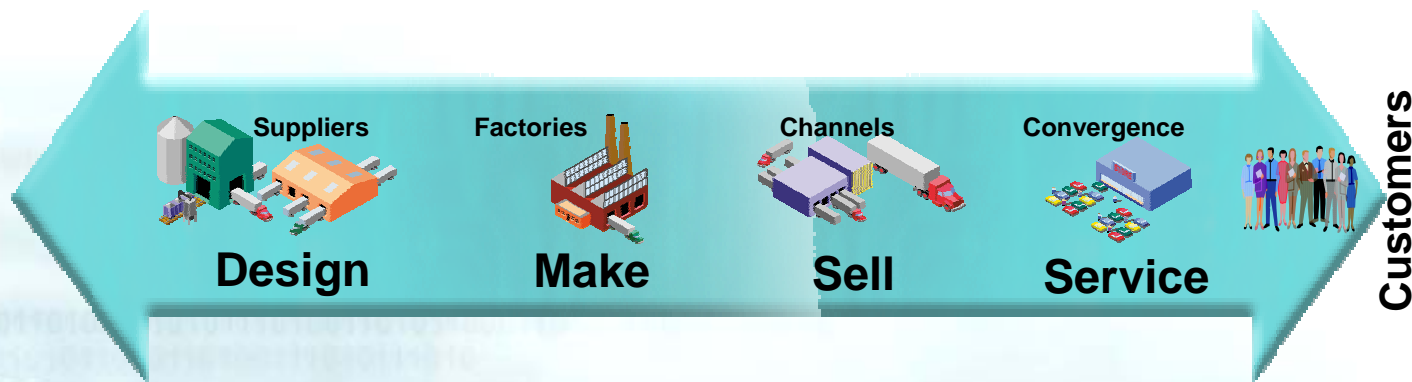 Suppliers
Factories
Channels
Convergence
Design
Make
Sell
Service
Customers